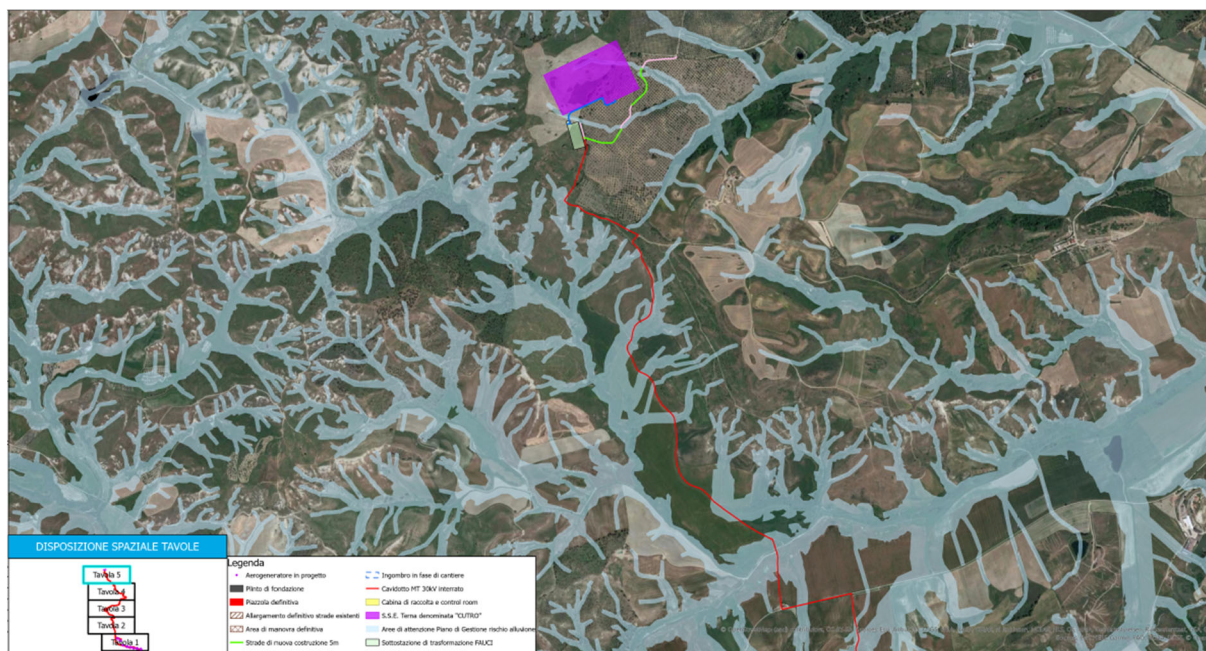 DISPOSIZIONE SPAZIALE TAVOLE
Tavola 5
Tavola 4
Tavola 3
Tavola 2
Tavola 1
Legenda
Aerogeneratore in progetto
Plinto di fondazione
Piazzola definitiva
Allargamento definitivo strade esistenti
Area di manovra definitiva
Strade di nuova costruzione 5m
Ingombro in fase di cantiere
Cavidotto MT 30kV interrato
Cabina di raccolta e control room
S.S.E. Terna denominata "CUTRO"
Aree di attenzione Piano di Gestione rischio alluvione
Sottostazione di trasformazione FAUCI